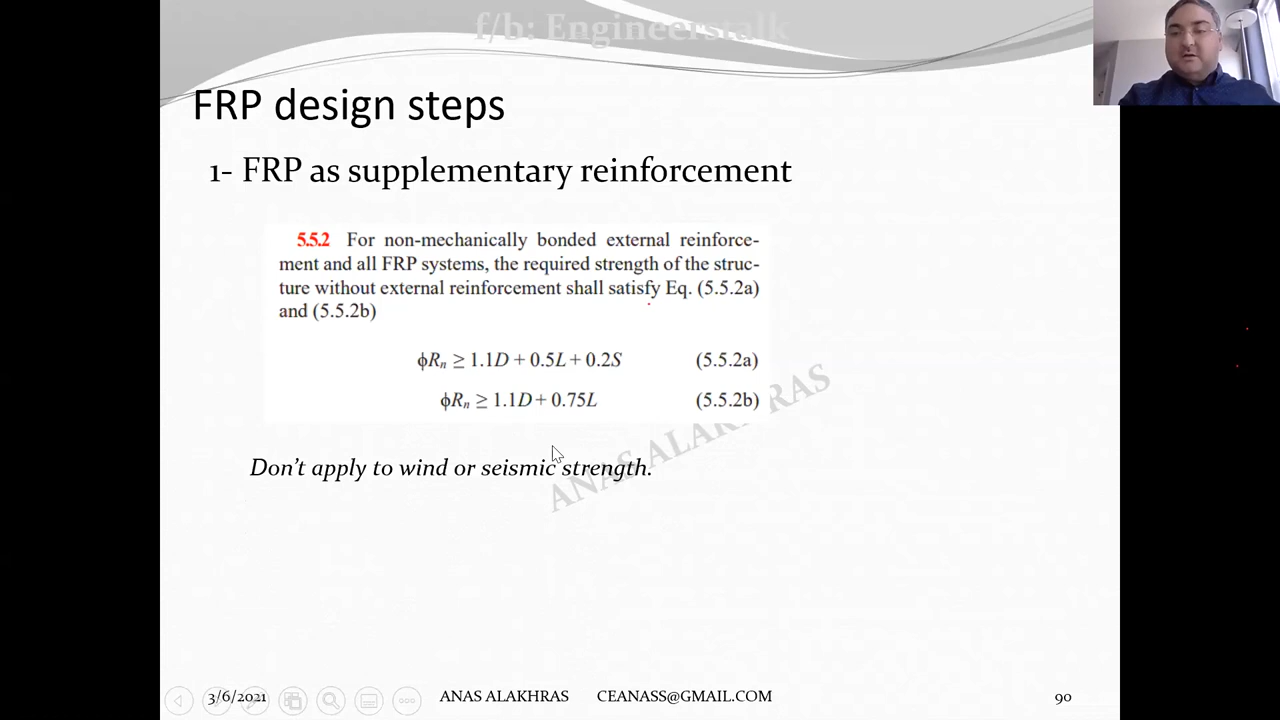 f/b: Engineerstalk
FRP design steps
1- FRP as supplementary reinforcement
5.5.2 For non-mechanically bonded external reinforce-
ment and all FRP systems, the required strength of the struc-
ture without external reinforcement shall satisfy Eq. (5.5.2a)
and (5.5.2b)
ϕRₙ ≥ 1.1D + 0.5L + 0.2S (5.5.2a)
ϕRₙ ≥ 1.1D + 0.75L (5.5.2b)
ANAS ALAKHRAS
Don’t apply to wind or seismic strength.
3/6/2021 ANAS ALAKHRAS CEANASS@GMAIL.COM 90